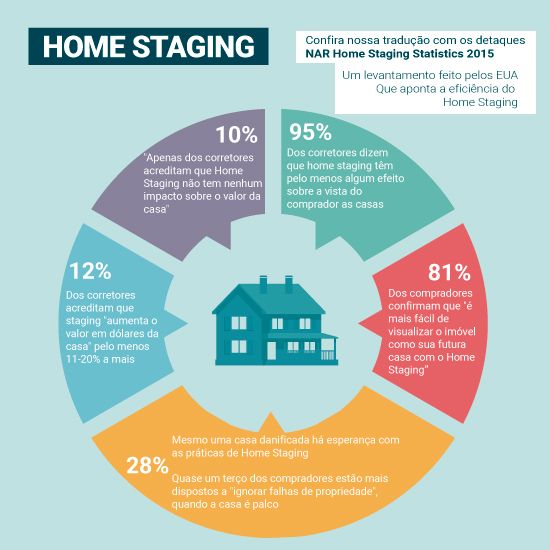 HOME STAGING
Confira nossa tradução com os detaques
NAR Home Staging Statistics 2015
Um levantamento feito pelos EUA
Que aponta a eficiência do
Home Staging
10%
"Apenas dos corretores
acreditam que Home
Staging não tem nenhum
impacto sobre o valor da
casa"
95%
Dos corretores dizem
que home staging têm
pelo menos algum efeito
sobre a vista do
comprador as casas
12%
Dos corretores
acreditam que
staging "aumenta o
valor em dólares da
casa" pelo menos
11-20% a mais
81%
Dos compradores
confirmam que "é
mais fácil de
visualizar o imóvel
como sua futura
casa com o Home
Staging"
28%
Mesmo uma casa danificada há esperança com
as práticas de Home Staging
Quase um terço dos compradores estão mais
dispostos a "ignorar falhas de propriedade",
quando a casa é palco